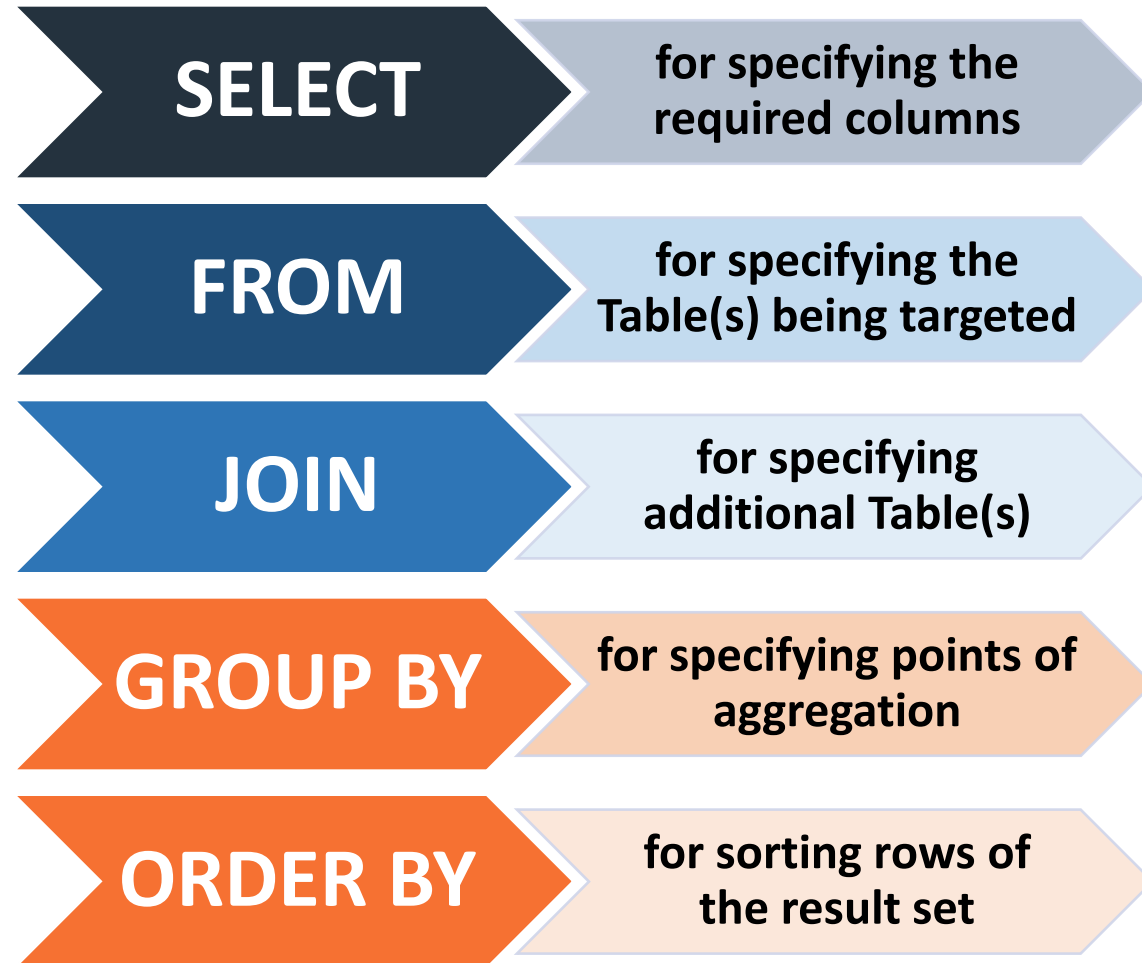 SELECT
for specifying the
required columns
FROM
for specifying the
Table(s) being targeted
JOIN
for specifying
additional Table(s)
GROUP BY
for specifying points of
aggregation
ORDER BY
for sorting rows of
the result set